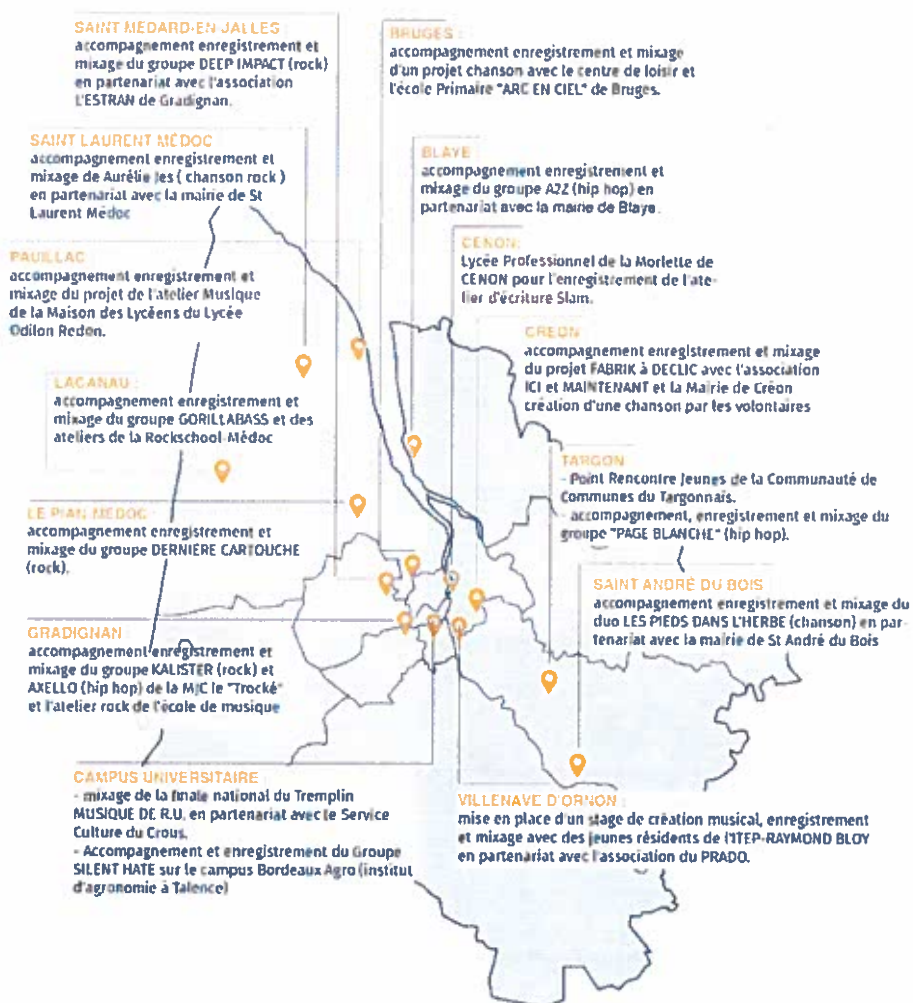 SAINT MEDARD-EN-JALLES :
accompagnement enregistrement et
mixage du groupe DEEP IMPACT (rock)
en partenariat avec l'association
L'ESTRAN de Gradignan.
BRUGES :
accompagnement enregistrement et mixage
d'un projet chanson avec le centre de loisir et
l'école Primaire "ARC EN CIEL" de Bruges.
SAINT LAURENT MÉDOC
accompagnement enregistrement et
mixage de Aurélie Jes ( chanson rock )
en partenariat avec la mairie de St
Laurent Médoc
BLAYE :
accompagnement enregistrement et
mixage du groupe A2Z (hip hop) en
partenariat avec la mairie de Blaye.
CENON:
Lycée Professionnel de la Morlette de
CENON pour l'enregistrement de l'ate-
lier d'écriture Slam.
PAUILLAC :
accompagnement enregistrement et
mixage du projet de l'atelier Musique
de la Maison des Lycéens du Lycée
Odilon Redon.
CREON
accompagnement enregistrement et mixage
du projet FABRIK à DECLIC avec l'association
ICI et MAINTENANT et la Mairie de Créon
création d'une chanson par les volontaires
LACANAU :
accompagnement enregistrement et
mixage du groupe GORILLABASS et des
ateliers de la Rockschool Médoc
TARGON
- Point Rencontre Jeunes de la Communauté de
Communes du Targonnais.
- accompagnement, enregistrement et mixage du
groupe "PAGE BLANCHE" (hip hop).
LE PIAN MEDOC :
accompagnement enregistrement et
mixage du groupe DERNIÈRE CARTOUCHE
(rock).
SAINT ANDRÉ DU BOIS
accompagnement enregistrement et mixage du
duo LES PIEDS DANS L'HERBE (chanson) en par-
tenariat avec la mairie de St André du Bois
GRADIGNAN :
accompagnement enregistrement et
mixage du groupe KALISTER (rock) et
AXELLO (hip hop) de la MJC le "Trocké"
et l'atelier rock de l'école de musique
CAMPUS UNIVERSITAIRE :
- mixage de la finale national du Tremplin
MUSIQUE DE R.U. en partenariat avec le Service
Culture du Crous.
- Accompagnement et enregistrement du Groupe
SILENT HATE sur le campus Bordeaux Agro (institut
d'agronomie à Talence)
VILLENAVE D'ORNON :
mise en place d'un stage de création musical, enregistrement
et mixage avec des jeunes résidents de l'ITEP-RAYMOND BLOY
en partenariat avec l'association du PRADO.